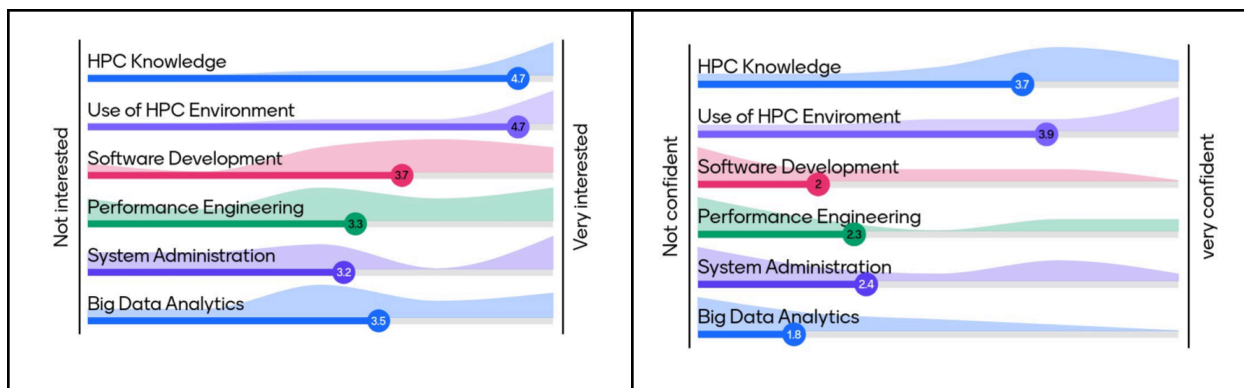 Not interested
HPC Knowledge
4.7
Use of HPC Environment
4.7
Software Development
3.7
Performance Engineering
3.3
System Administration
3.2
Big Data Analytics
3.5
Very interested
Not confident
HPC Knowledge
3.7
Use of HPC Enviroment
3.9
Software Development
2
Performance Engineering
2.3
System Administration
2.4
Big Data Analytics
1.8
very confident